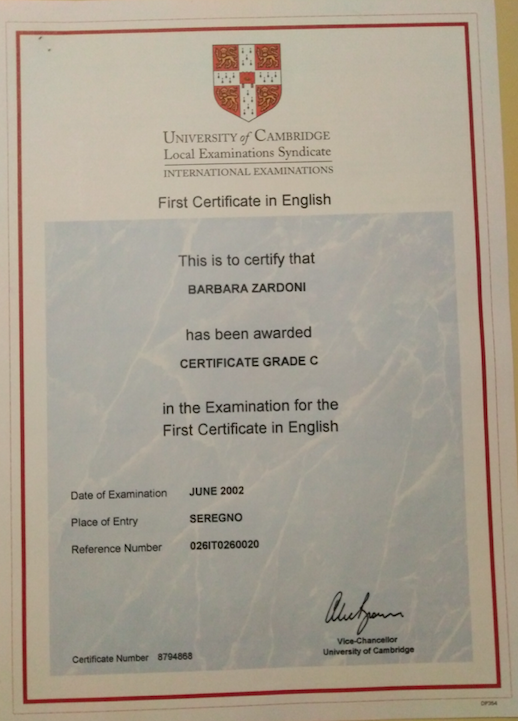 UNIVERSITY of CAMBRIDGE
Local Examinations Syndicate
INTERNATIONAL EXAMINATIONS
First Certificate in English
This is to certify that
BARBARA ZARDONI
has been awarded
CERTIFICATE GRADE C
in the Examination for the
First Certificate in English
Date of Examination JUNE 2002
Place of Entry SEREGNO
Reference Number 026IT0260020
Vice-Chancellor
University of Cambridge
Certificate Number 8794868